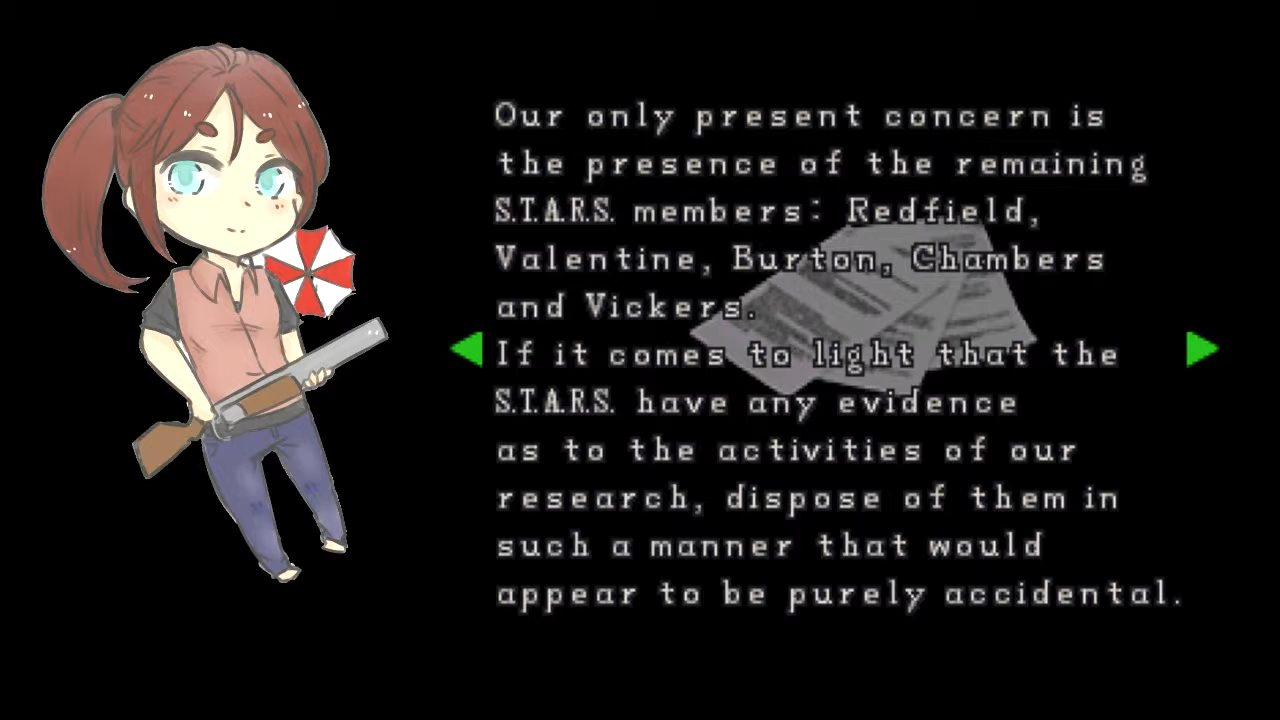 Our only present concern is
the presence of the remaining
S.T.A.R.S. members: Redfield,
Valentine, Burton, Chambers
and Vickers.
If it comes to light that the
S.T.A.R.S. have any evidence
as to the activities of our
research, dispose of them in
such a manner that would
appear to be purely accidental.